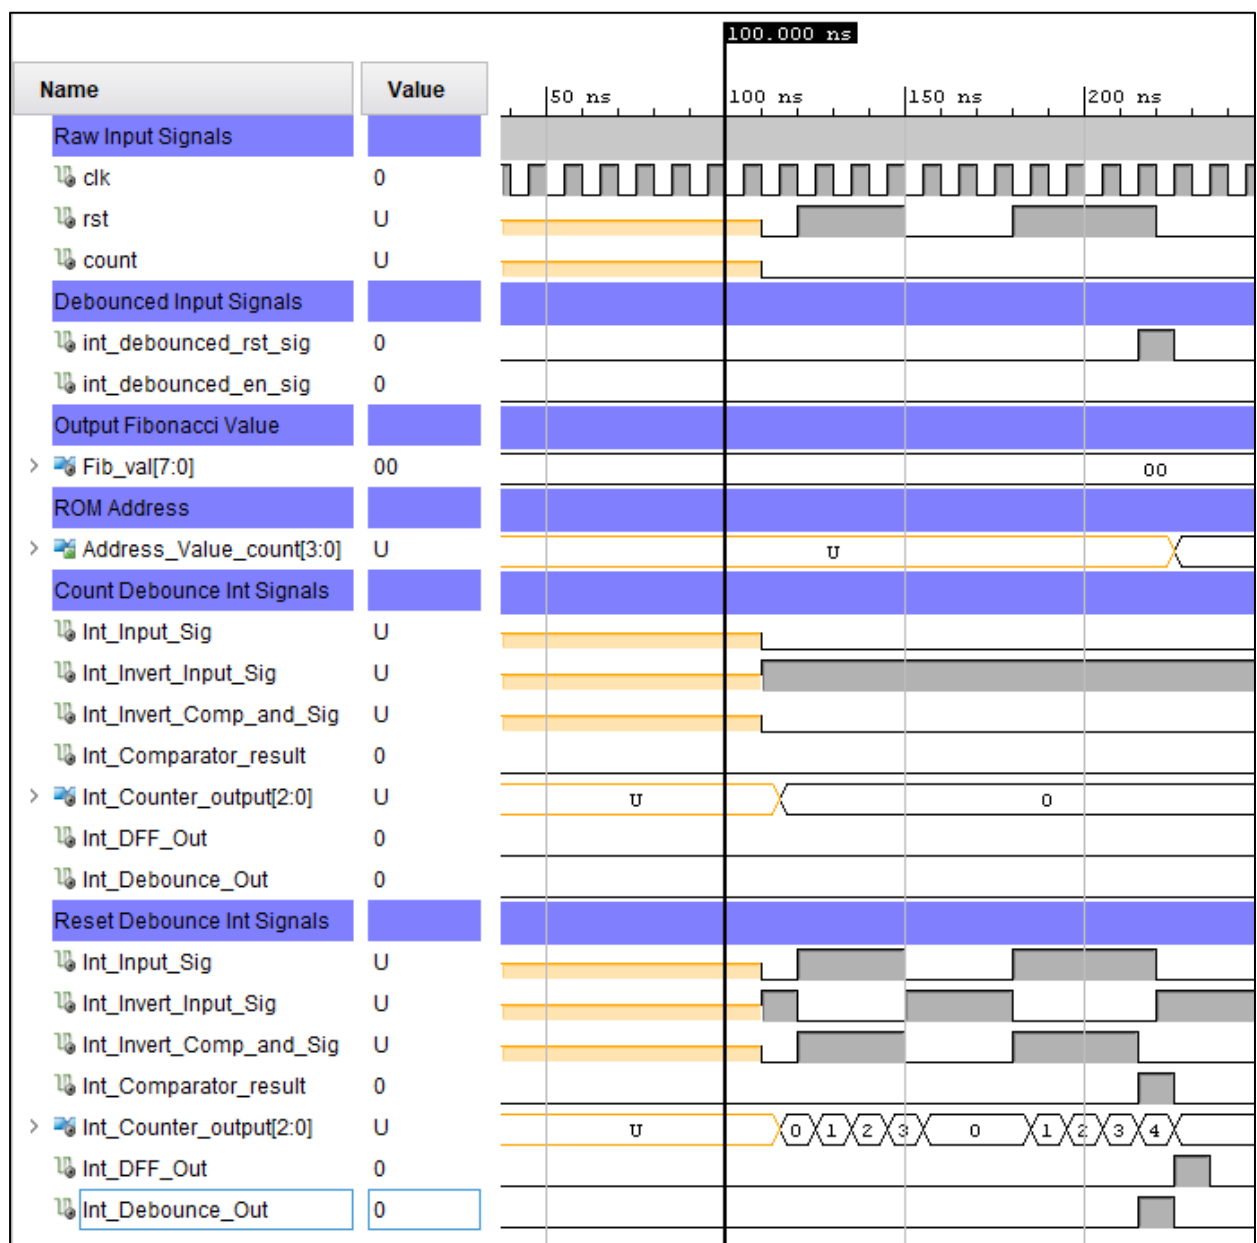 100.000 ns
Name Value 50 ns 100 ns 150 ns 200 ns
Raw Input Signals
clk 0
rst U
count U
Debounced Input Signals
int_debounced_rst_sig 0
int_debounced_en_sig 0
Output Fibonacci Value
Fib_val[7:0] 00 00
ROM Address
Address_Value_count[3:0] U U
Count Debounce Int Signals
Int_Input_Sig U
Int_Invert_Input_Sig U
Int_Invert_Comp_and_Sig U
Int_Comparator_result 0
Int_Counter_output[2:0] U U 0
Int_DFF_Out 0
Int_Debounce_Out 0
Reset Debounce Int Signals
Int_Input_Sig U
Int_Invert_Input_Sig U
Int_Invert_Comp_and_Sig U
Int_Comparator_result 0
Int_Counter_output[2:0] U U 0 1 2 3 0 1 2 3 4
Int_DFF_Out 0
Int_Debounce_Out 0